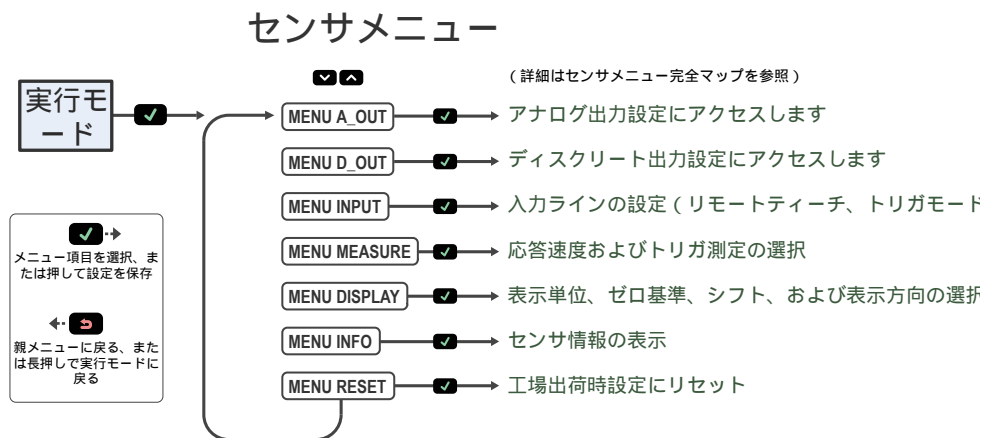 センサメニュー
(詳細はセンサメニュー完全マップを参照)
実行モ
ード
MENU A_OUT
アナログ出力設定にアクセスします
MENU D_OUT
ディスクリート出力設定にアクセスします
MENU INPUT
入力ラインの設定(リモートティーチ、トリガモード
MENU MEASURE
応答速度およびトリガ測定の選択
MENU DISPLAY
表示単位、ゼロ基準、シフト、および表示方向の選択
MENU INFO
センサ情報の表示
MENU RESET
工場出荷時設定にリセット
メニュー項目を選択、ま
たは押して設定を保存
親メニューに戻る、また
は長押しで実行モードに
戻る